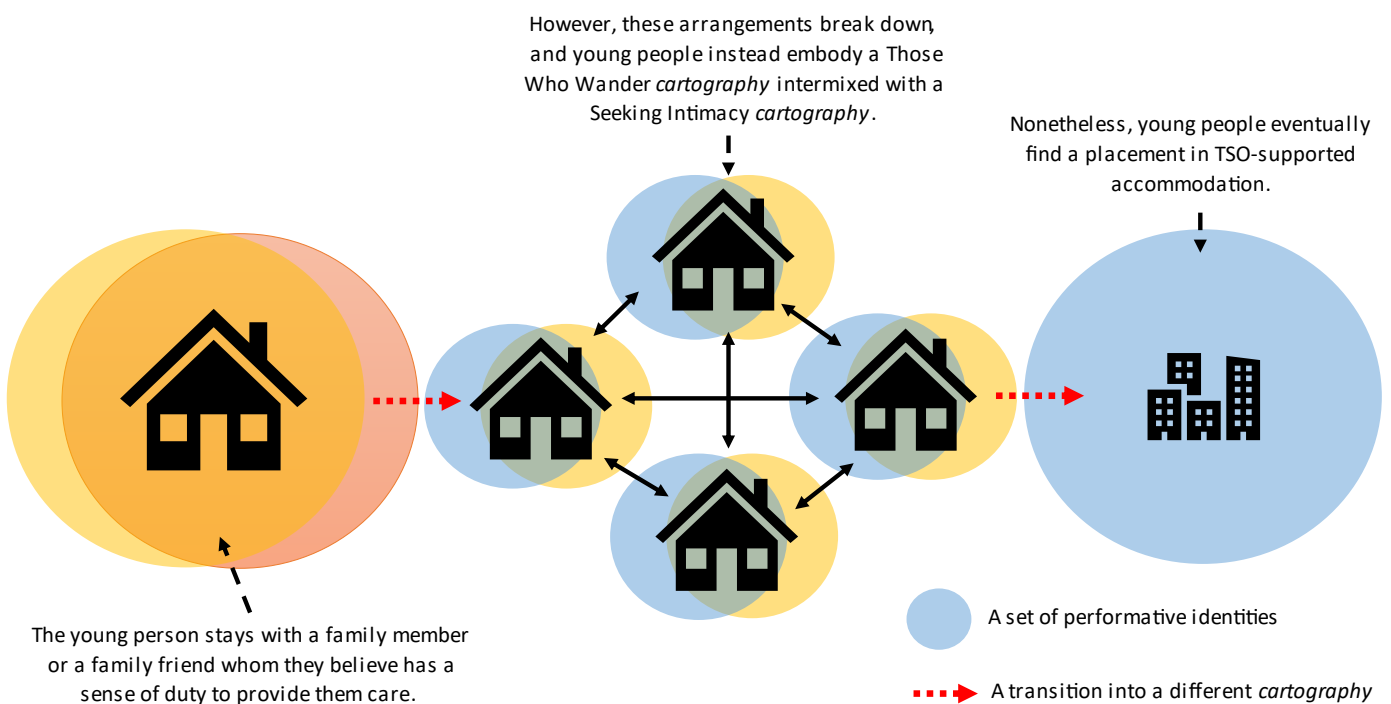 However, these arrangements break down,
and young people instead embody a Those
Who Wander cartography intermixed with a
Seeking Intimacy cartography.
Nonetheless, young people eventually
find a placement in TSO-supported
accommodation.
The young person stays with a family member
or a family friend whom they believe has a
sense of duty to provide them care.
A set of performative identities
A transition into a different cartography